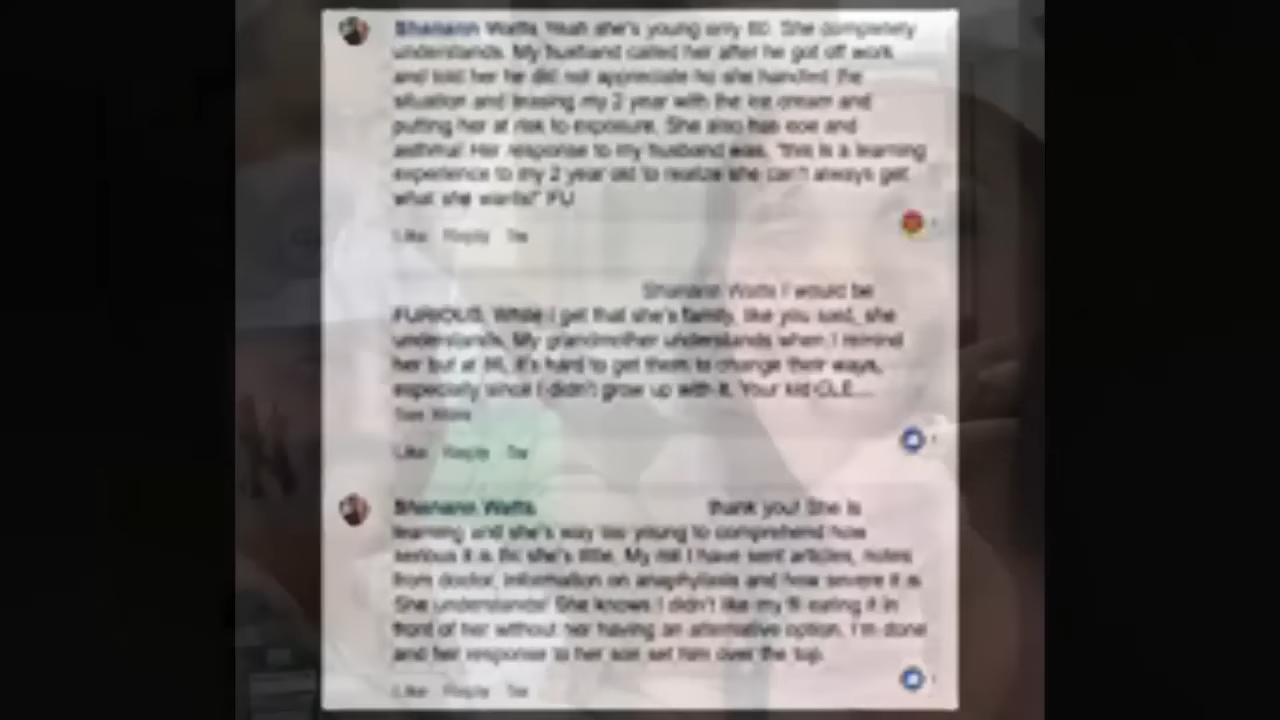 Shanann Watts Yeah she's young only 60. She completely
understands. My husband called her after he got off work
and told her he did not appreciate ho she handled the
situation and teasing my 2 year with the ice cream and
putting her at risk to exposure. She also has eoe and
asthma! Her response to my husband was, "this is a learning
experience to my 2 year old to realize she can't always get
what she wants!" FU
Like Reply
Shanann Watts I would be
FURIOUS. While I get that she's family, like you said, she
understands. My grandmother understands when I remind
her but at it's hard to get them to change their ways,
especially since I didn't grow up with it. Your kid CLE...
See More
Like Reply
Shanann Watts thank you! She is
learning and she's way too young to comprehend how
serious it is she's little. My mil I have sent articles, notes
from doctor, information on anaphylaxis and how severe it is.
She understands! She knows I didn't like my fil eating it in
front of her without her having an alternative option. I'm done
and her response to her son set him over the top.
Like Reply